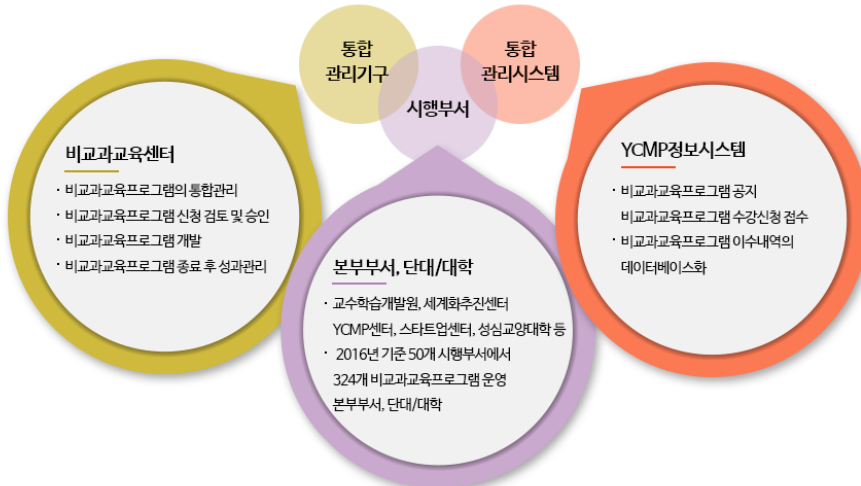 통합
관리기구
시행부서
통합
관리시스템
비교과교육센터
· 비교과교육프로그램의 통합관리
· 비교과교육프로그램 신청 검토 및 승인
· 비교과교육프로그램 개발
· 비교과교육프로그램 종료 후 성과관리
본부부서, 단대/대학
· 교수학습개발원, 세계화추진센터
YCMP센터, 스타트업센터, 성심교양대학 등
· 2016년 기준 50개 시행부서에서
324개 비교과교육프로그램 운영
본부부서, 단대/대학
YCMP정보시스템
· 비교과교육프로그램 공지
비교과교육프로그램 수강신청 접수
· 비교과교육프로그램 이수내역의
데이터베이스화